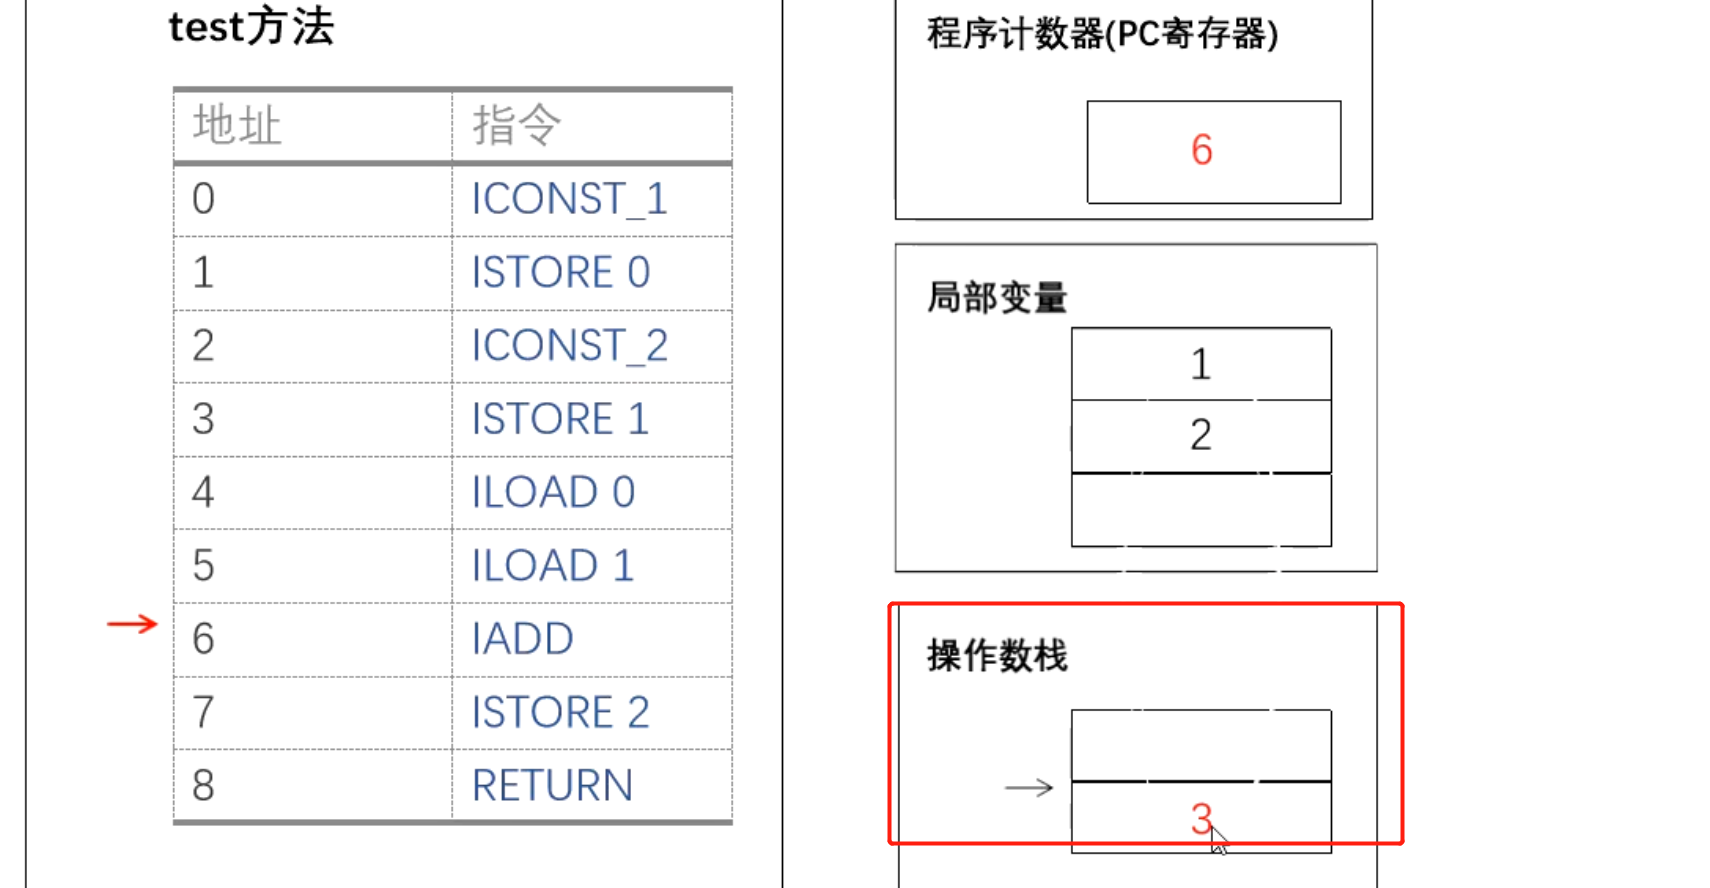 test方法
地址 指令
0 ICONST_1
1 ISTORE 0
2 ICONST_2
3 ISTORE 1
4 ILOAD 0
5 ILOAD 1
6 IADD
7 ISTORE 2
8 RETURN
程序计数器(PC寄存器)
6
局部变量
1
2
操作数栈
3